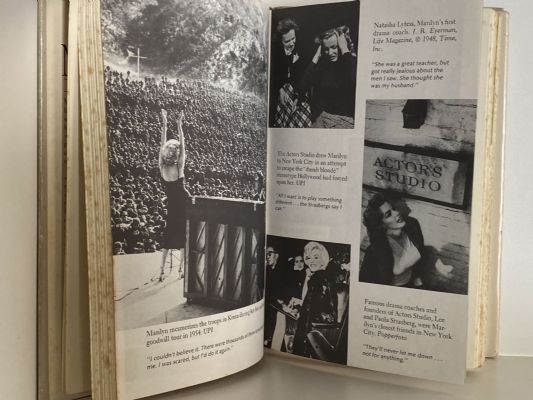 Marilyn mesmerizes the troops in Korea during her
goodwill tour in 1954. UPI
"I couldn't believe it. There were thousands of them
me. I was scared, but I'd do it again."
Natasha Lytess, Marilyn's first
drama coach. J. R. Eyerman,
Life Magazine, © 1948, Time,
Inc.
"She was a great teacher, but
got really jealous about the
men I saw. She thought she
was my husband."
The Actors Studio drew Marilyn
to New York City in an attempt
to escape the "dumb blonde"
stereotype Hollywood had forced
upon her. UPI
"All I want is to play something
different . . . the Strasbergs say I
can."
ACTOR'S
STUDIO
Famous drama coaches and
founders of Actors Studio, Lee
and Paula Strasberg, were Mar-
ilyn's closest friends in New York
City. Popperfoto
"They'll never let me down . . .
not for anything."